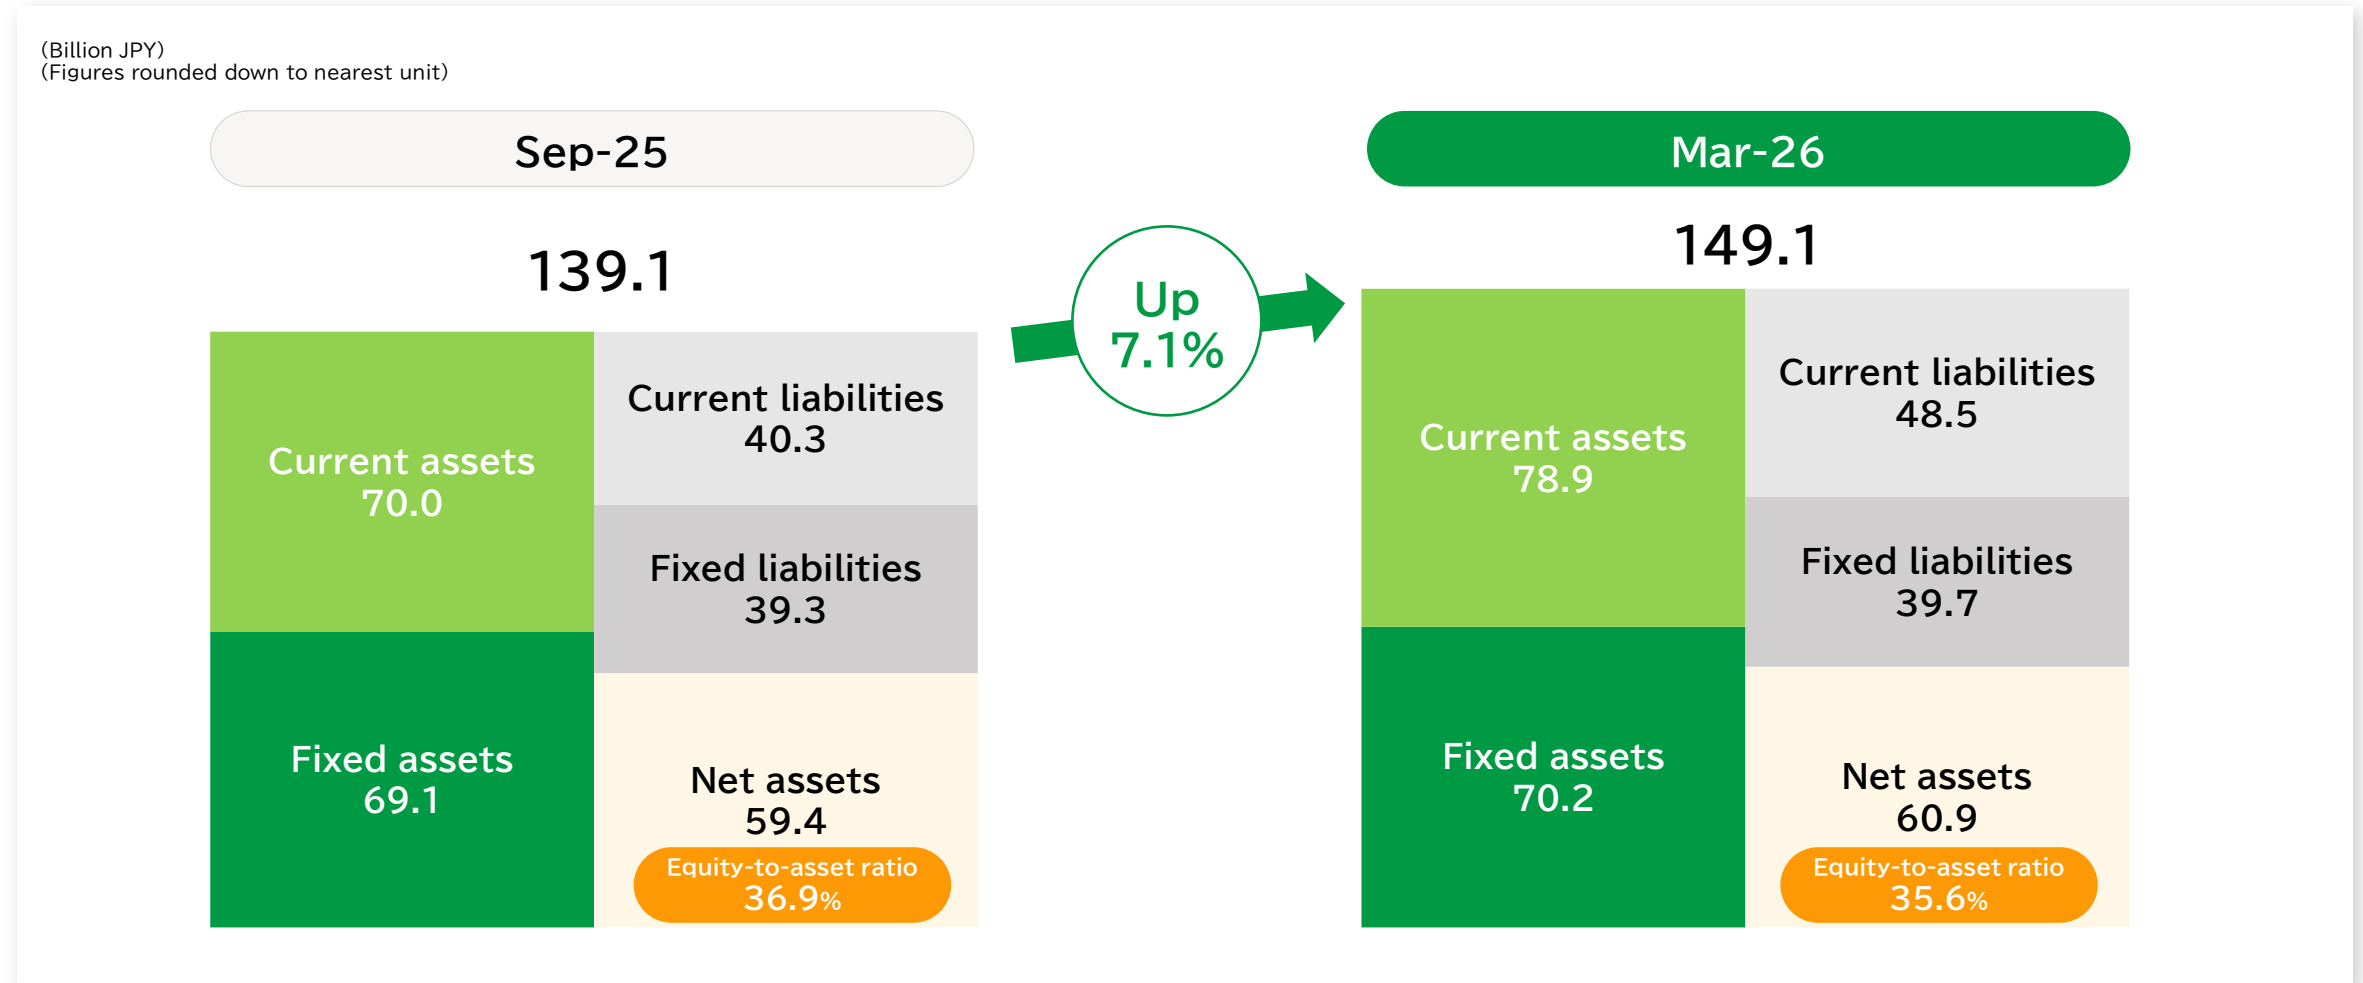 (Billion JPY)
(Figures rounded down to nearest unit)
Sep-25
139.1
Current assets
70.0
Fixed assets
69.1
Current liabilities
40.3
Fixed liabilities
39.3
Net assets
59.4
Equity-to-asset ratio
36.9%
Up
7.1%
Mar-26
149.1
Current assets
78.9
Fixed assets
70.2
Current liabilities
48.5
Fixed liabilities
39.7
Net assets
60.9
Equity-to-asset ratio
35.6%